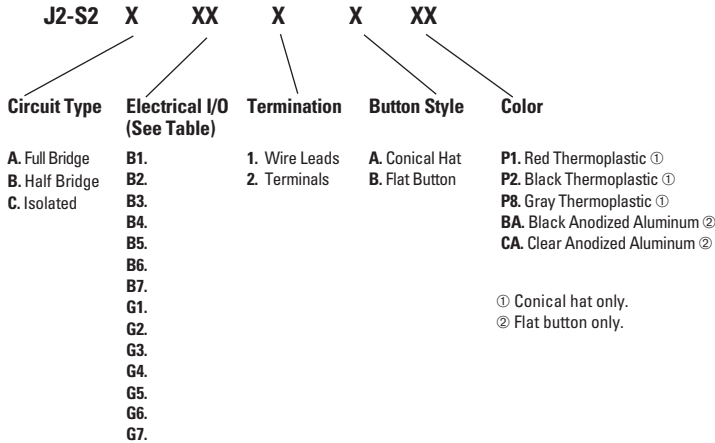 J2-S2 X XX X X XX
Circuit Type
A. Full Bridge
B. Half Bridge
C. Isolated
Electrical I/O
(See Table)
B1.
B2.
B3.
B4.
B5.
B6.
B7.
G1.
G2.
G3.
G4.
G5.
G6.
G7.
Termination
1. Wire Leads
2. Terminals
Button Style
A. Conical Hat
B. Flat Button
Color
P1. Red Thermoplastic ①
P2. Black Thermoplastic ①
P8. Gray Thermoplastic ①
BA. Black Anodized Aluminum ②
CA. Clear Anodized Aluminum ②
① Conical hat only.
② Flat button only.